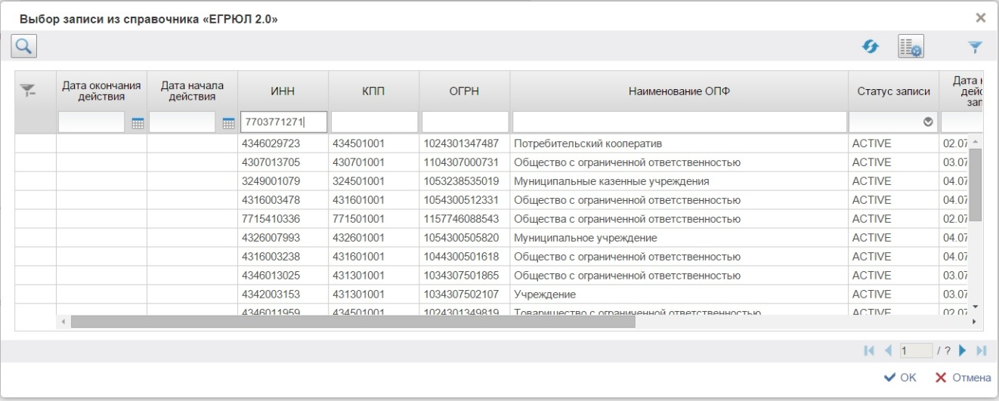 Выбор записи из справочника «ЕГРЮЛ 2.0»
Дата окончания действия Дата начала действия ИНН КПП ОГРН Наименование ОПФ Статус записи Дата
7703771271
4346029723 434501001 1024301347487 Потребительский кооператив ACTIVE 02.07
4307013705 430701001 1104307000731 Общество с ограниченной ответственностью ACTIVE 03.07
3249001079 324501001 1053238535019 Муниципальные казенные учреждения ACTIVE 04.07
4316003478 431601001 1054300512331 Общество с ограниченной ответственностью ACTIVE 04.07
7715410336 771501001 1157746088543 Общества с ограниченной ответственностью ACTIVE 02.07
4326007993 432601001 1054300505820 Муниципальное учреждение ACTIVE 04.07
4316003238 431601001 1044300501618 Общество с ограниченной ответственностью ACTIVE 04.07
4346013025 431301001 1034307501865 Общество с ограниченной ответственностью ACTIVE 03.07
4342003153 431301001 1034307502107 Учреждение ACTIVE 03.07
4346011959 434501001 1024301349819 Товарищество с ограниченной ответственностью ACTIVE 02.07
1 / ?
OK Отмена